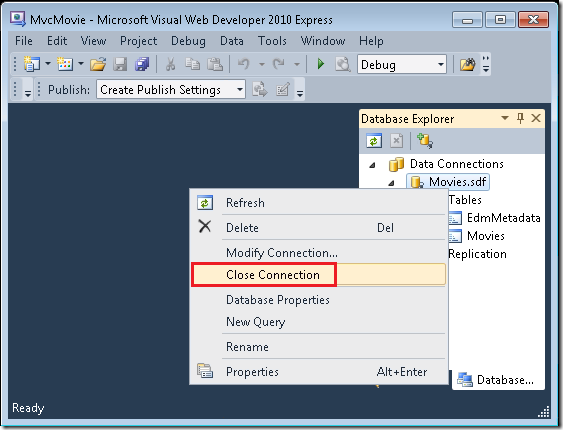 MvcMovie - Microsoft Visual Web Developer 2010 Express
File Edit View Project Debug Data Tools Window Help
Debug
Publish: Create Publish Settings
Database Explorer
Data Connections
Movies.sdf
Tables
EdmMetadata
Movies
Replication
Refresh
Delete Del
Modify Connection...
Close Connection
Database Properties
New Query
Rename
Properties Alt+Enter
Database...
Ready